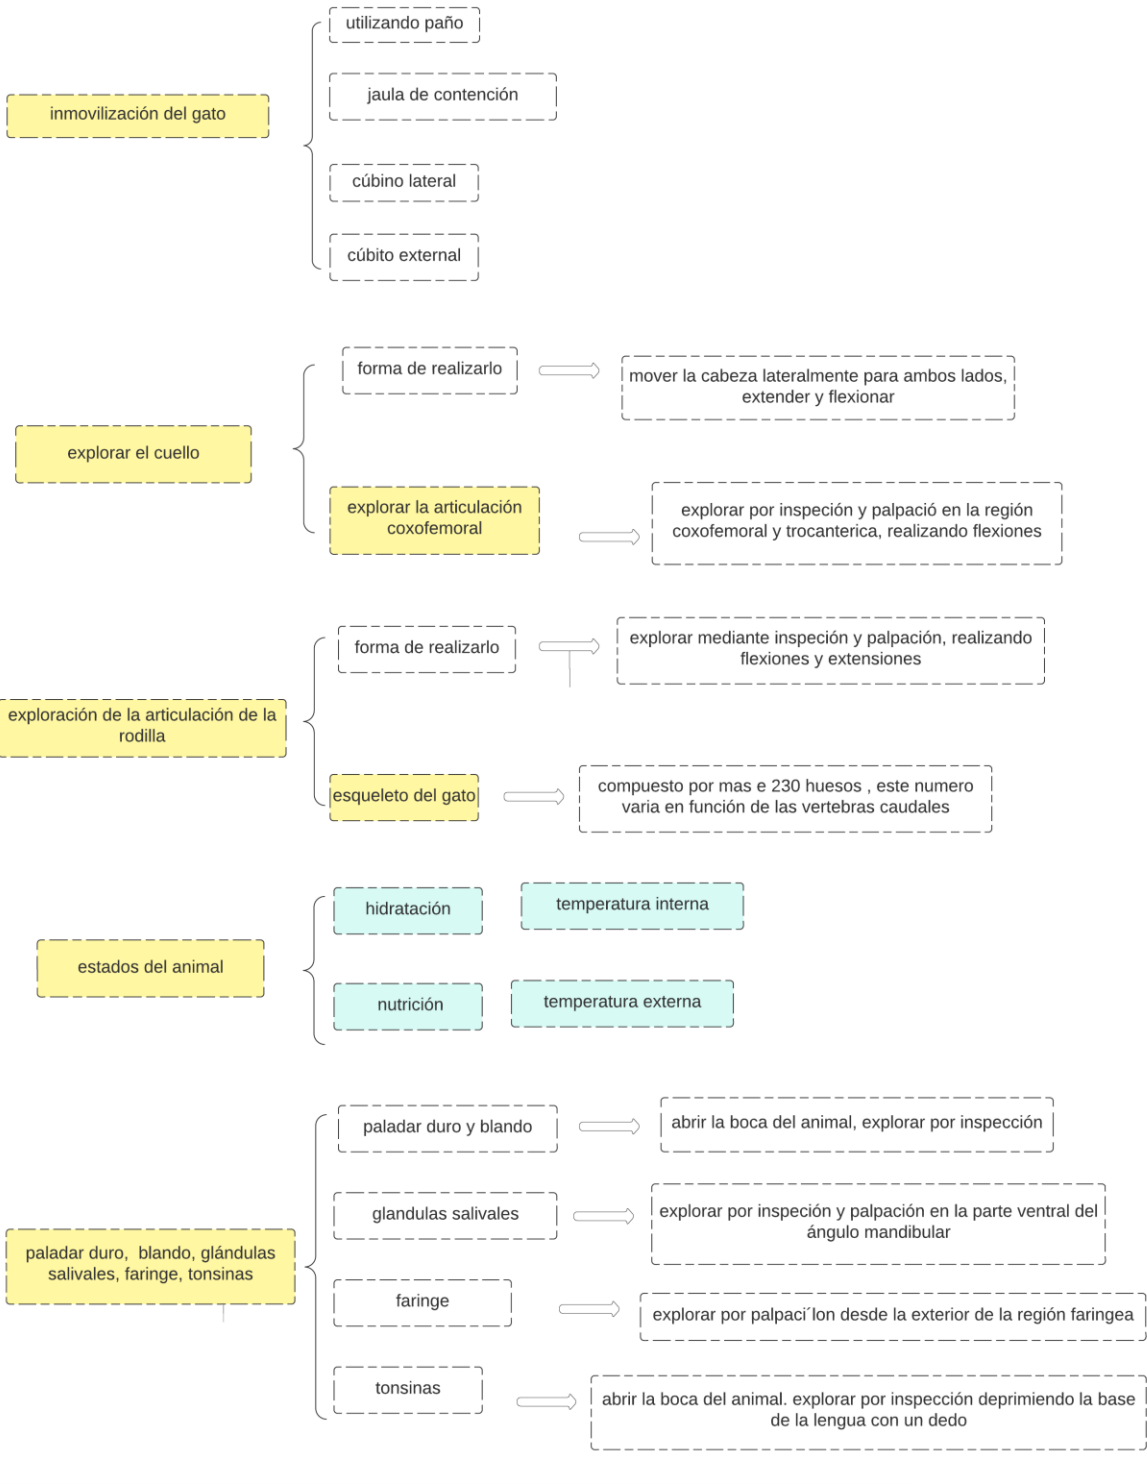 utilizando paño
jaula de contención
inmovilización del gato
cúbino lateral
cúbito external
forma de realizarlo
mover la cabeza lateralmente para ambos lados,
extender y flexionar
explorar el cuello
explorar la articulación
coxofemoral
explorar por inspeción y palpació en la región
coxofemoral y trocanterica, realizando flexiones
forma de realizarlo
explorar mediante inspeción y palpación, realizando
flexiones y extensiones
exploración de la articulación de la
rodilla
esqueleto del gato
compuesto por mas e 230 huesos , este numero
varia en función de las vertebras caudales
hidratación
temperatura interna
estados del animal
nutrición
temperatura externa
paladar duro y blando
abrir la boca del animal, explorar por inspección
glandulas salivales
explorar por inspeción y palpación en la parte ventral del
ángulo mandibular
paladar duro,  blando, glándulas
salivales, faringe, tonsinas
faringe
explorar por palpaci´lon desde la exterior de la región faringea
tonsinas
abrir la boca del animal. explorar por inspección deprimiendo la base
de la lengua con un dedo